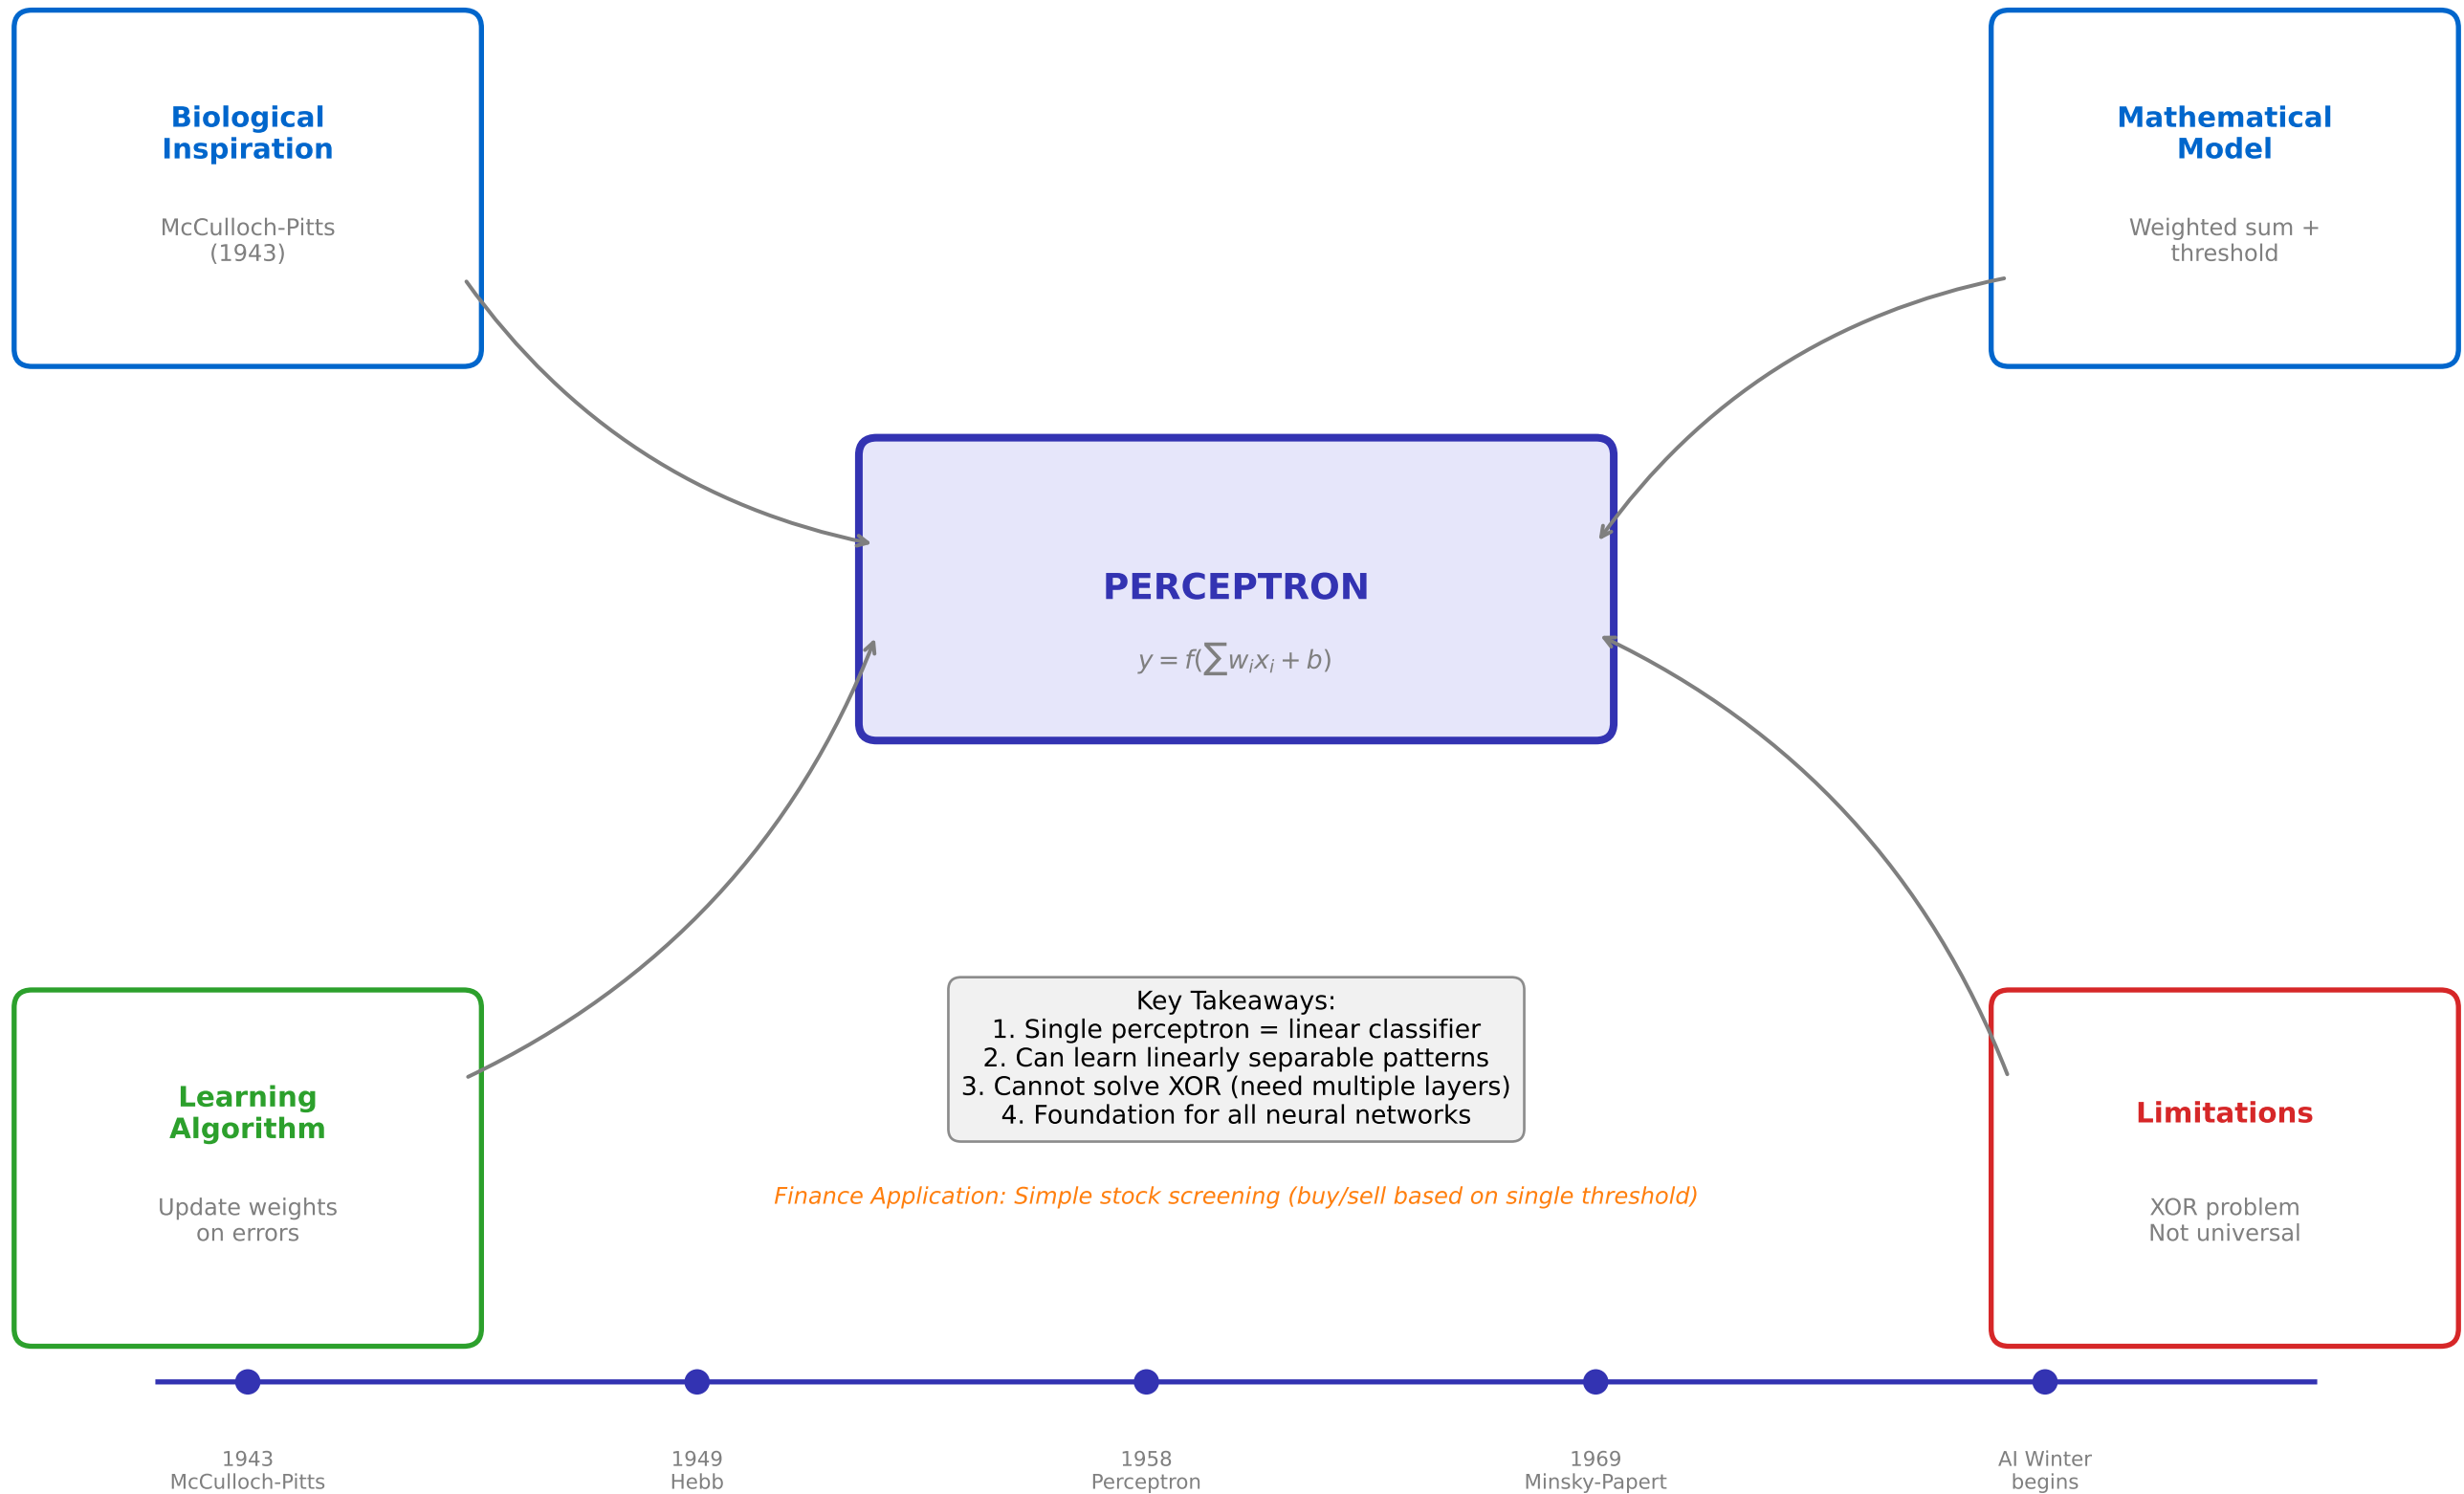 Biological
Inspiration
McCulloch-Pitts
(1943)
Mathematical
Model
Weighted sum +
threshold
PERCEPTRON
y = f(∑wᵢxᵢ + b)
Learning
Algorithm
Update weights
on errors
Key Takeaways:
1. Single perceptron = linear classifier
2. Can learn linearly separable patterns
3. Cannot solve XOR (need multiple layers)
4. Foundation for all neural networks
Finance Application: Simple stock screening (buy/sell based on single threshold)
Limitations
XOR problem
Not universal
1943
McCulloch-Pitts
1949
Hebb
1958
Perceptron
1969
Minsky-Papert
AI Winter
begins